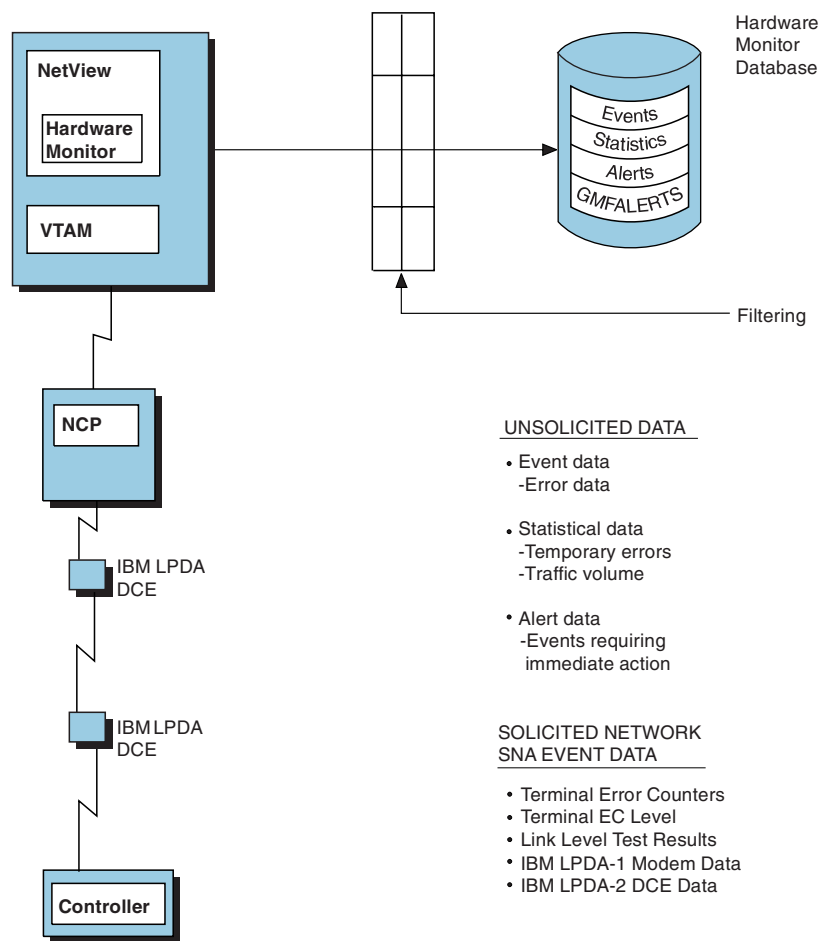 NetView
Hardware
Monitor
VTAM
Hardware
Monitor
Database
Events
Statistics
Alerts
GMFALERTS
Filtering
NCP
IBM LPDA
DCE
IBM LPDA
DCE
Controller
UNSOLICITED DATA
• Event data
-Error data
• Statistical data
-Temporary errors
-Traffic volume
• Alert data
-Events requiring
immediate action
SOLICITED NETWORK
SNA EVENT DATA
• Terminal Error Counters
• Terminal EC Level
• Link Level Test Results
• IBM LPDA-1 Modem Data
• IBM LPDA-2 DCE Data